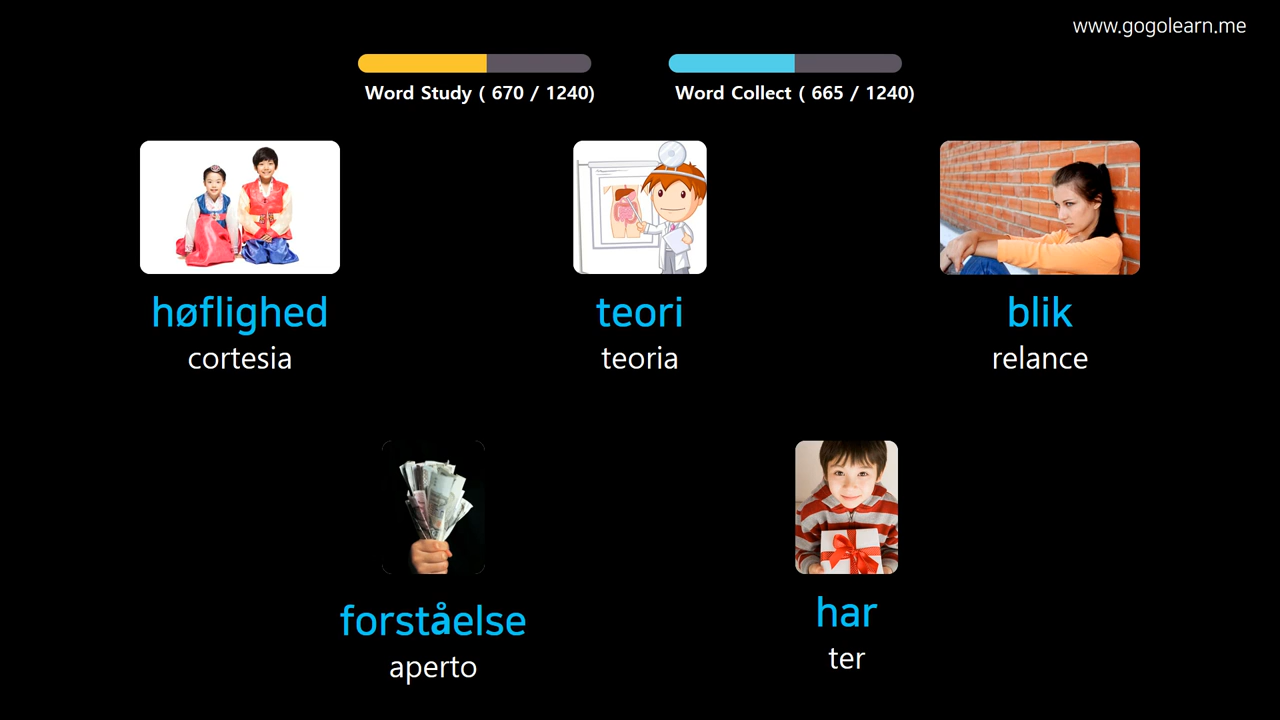 www.gogolearn.me
Word Study ( 670 / 1240)
Word Collect ( 665 / 1240)
høflighed
teori
blik
cortesia
teoria
relance
forståelse
har
aperto
ter